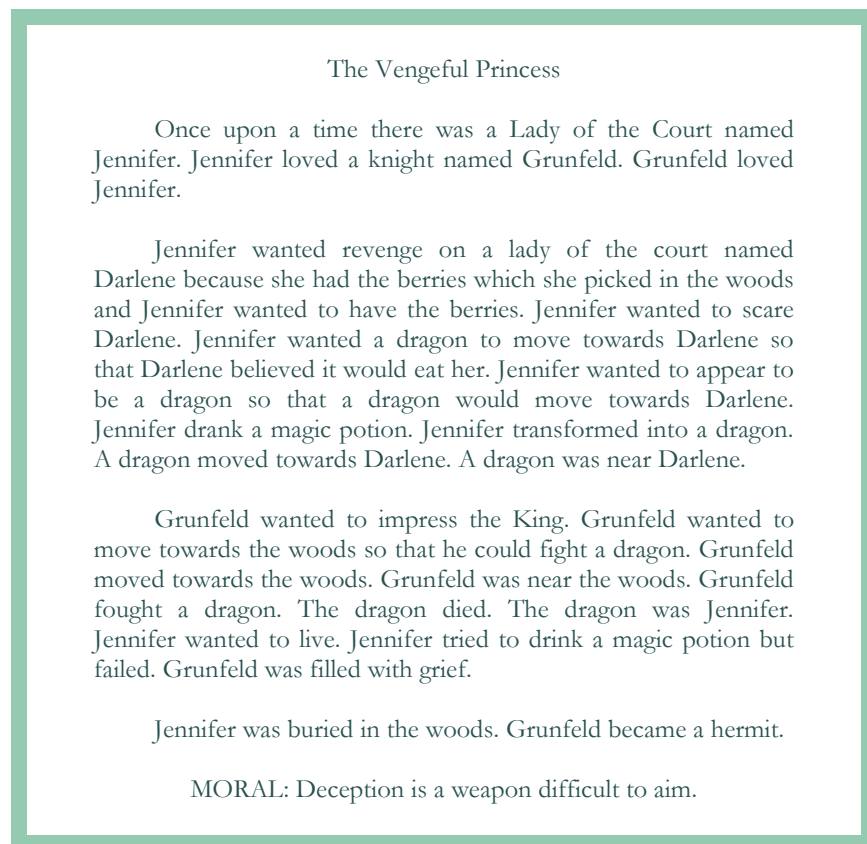 The Vengeful Princess
Once upon a time there was a Lady of the Court named
Jennifer. Jennifer loved a knight named Grunfeld. Grunfeld loved
Jennifer.
Jennifer wanted revenge on a lady of the court named
Darlene because she had the berries which she picked in the woods
and Jennifer wanted to have the berries. Jennifer wanted to scare
Darlene. Jennifer wanted a dragon to move towards Darlene so
that Darlene believed it would eat her. Jennifer wanted to appear to
be a dragon so that a dragon would move towards Darlene.
Jennifer drank a magic potion. Jennifer transformed into a dragon.
A dragon moved towards Darlene. A dragon was near Darlene.
Grunfeld wanted to impress the King. Grunfeld wanted to
move towards the woods so that he could fight a dragon. Grunfeld
moved towards the woods. Grunfeld was near the woods. Grunfeld
fought a dragon. The dragon died. The dragon was Jennifer.
Jennifer wanted to live. Jennifer tried to drink a magic potion but
failed. Grunfeld was filled with grief.
Jennifer was buried in the woods. Grunfeld became a hermit.
MORAL: Deception is a weapon difficult to aim.